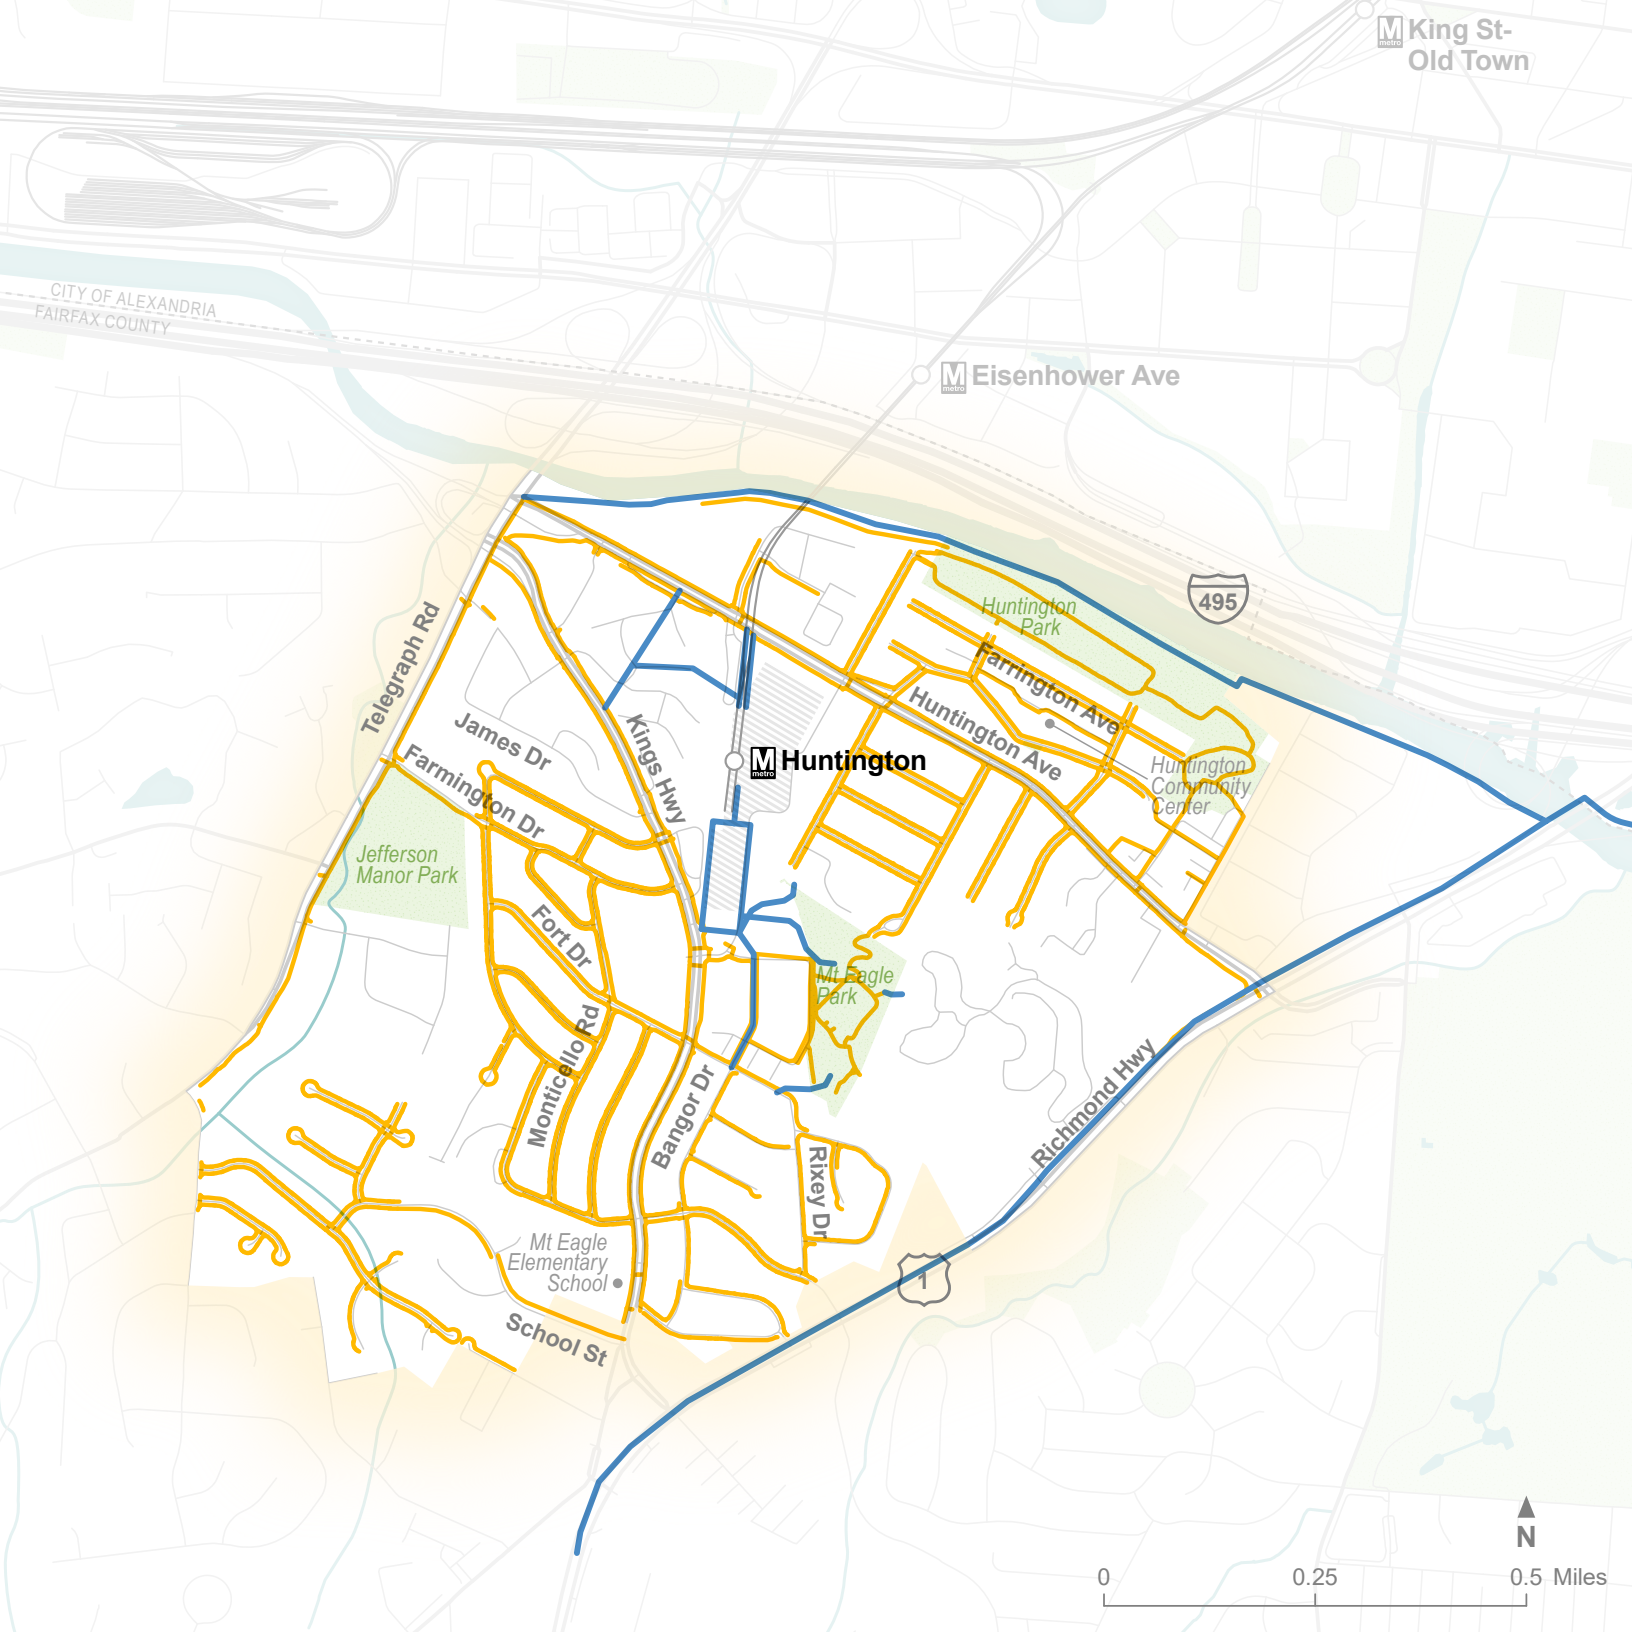 M
metro
King St-
Old Town
CITY OF ALEXANDRIA
FAIRFAX COUNTY
M
metro
Eisenhower Ave
495
Huntington
Park
Telegraph Rd
Farrington Ave
Huntington Ave
James Dr
Kings Hwy
Farmington Dr
M
metro
Huntington
Huntington
Community
Center
Jefferson
Manor Park
Fort Dr
Mt Eagle
Park
Monticello Rd
Bangor Dr
Richmond Hwy
Rixey Dr
Mt Eagle
Elementary
School
1
School St
N
0
0.25
0.5 Miles